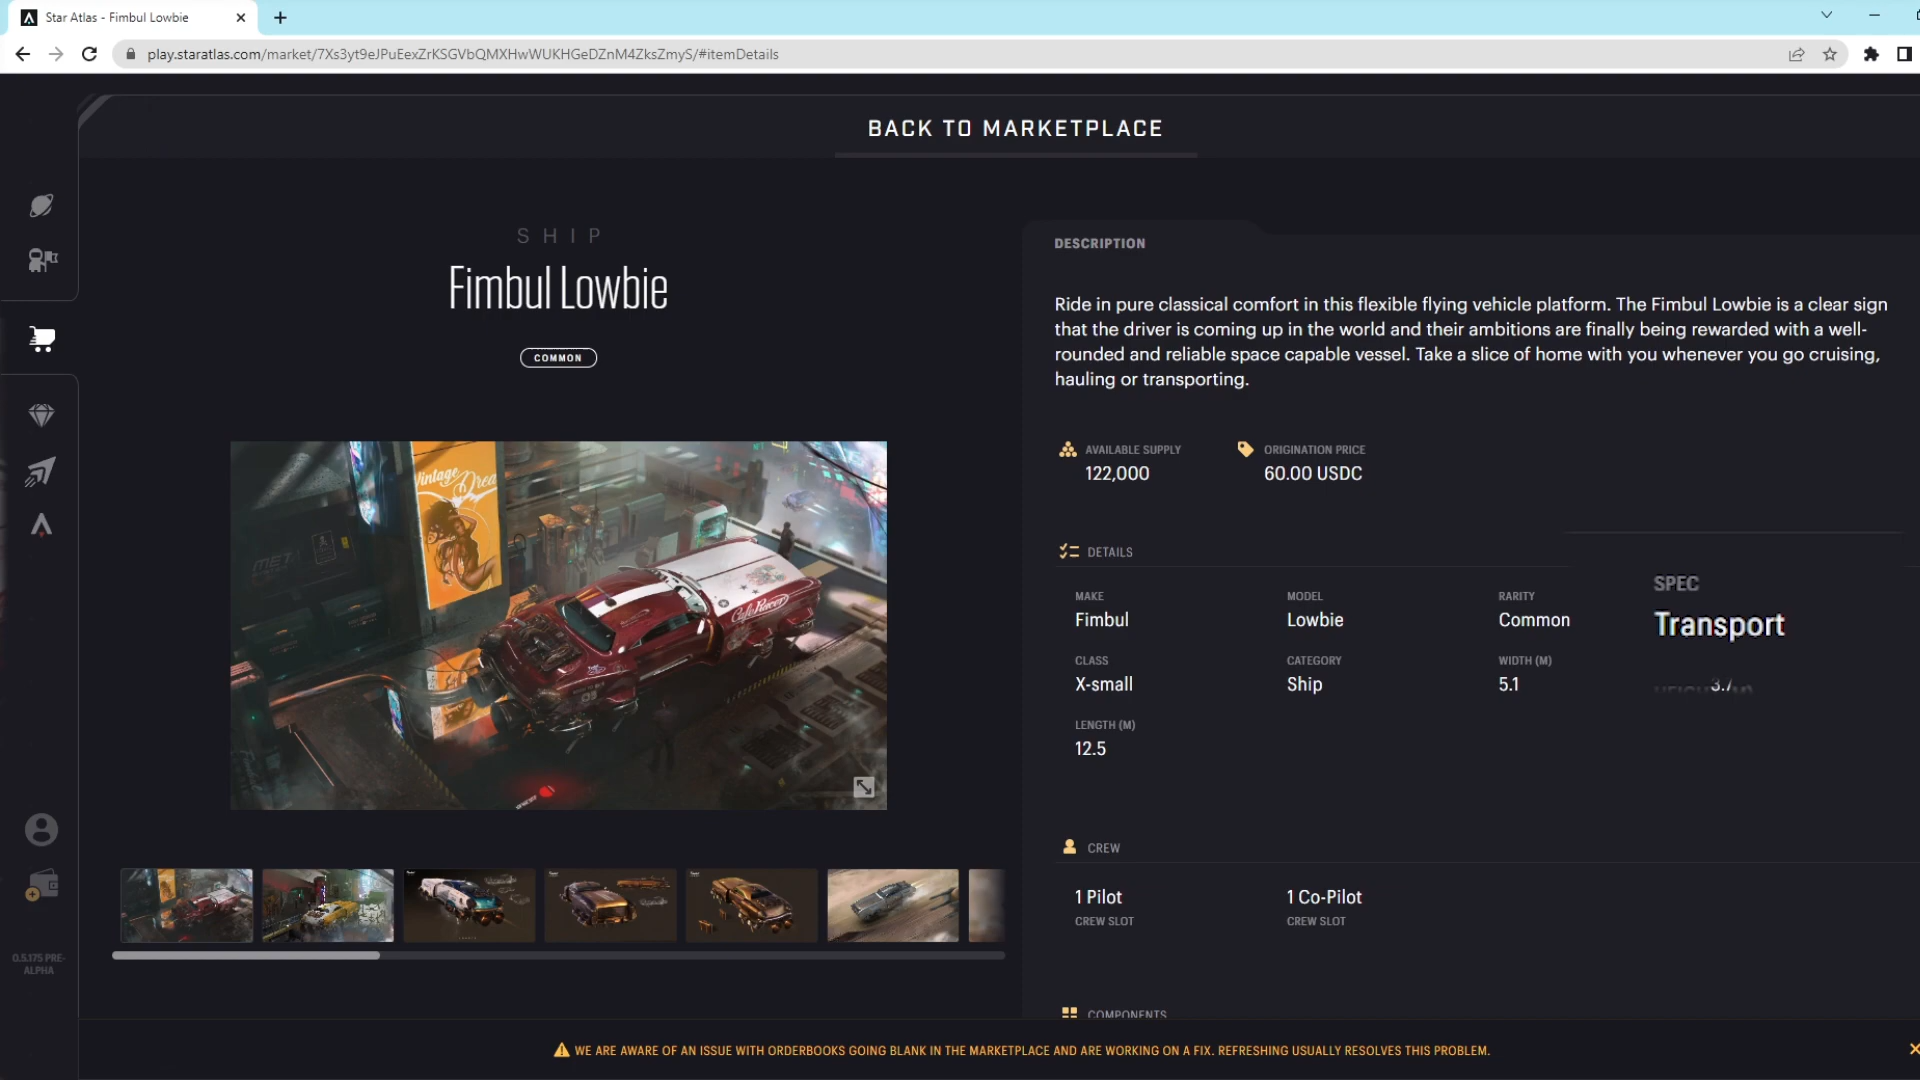 Star Atlas - Fimbul Lowbie
play.staratlas.com/market/7Xs3yt9eJPuEexZrKSGVbQMXHwWUKHGeDZnM4ZksZmyS/#itemDetails
BACK TO MARKETPLACE
SHIP
Fimbul Lowbie
COMMON
Vintage
Cafe Racer
DESCRIPTION
Ride in pure classical comfort in this flexible flying vehicle platform. The Fimbul Lowbie is a clear sign
that the driver is coming up in the world and their ambitions are finally being rewarded with a well-
rounded and reliable space capable vessel. Take a slice of home with you whenever you go cruising,
hauling or transporting.
AVAILABLE SUPPLY
122,000
ORIGINATION PRICE
60.00 USDC
DETAILS
MAKE
Fimbul
MODEL
Lowbie
RARITY
Common
SPEC
Transport
CLASS
X-small
CATEGORY
Ship
WIDTH (M)
5.1
LENGTH (M)
12.5
CREW
1 Pilot
CREW SLOT
1 Co-Pilot
CREW SLOT
COMPONENTS
0.5.175 PRE-
ALPHA
WE ARE AWARE OF AN ISSUE WITH ORDERBOOKS GOING BLANK IN THE MARKETPLACE AND ARE WORKING ON A FIX. REFRESHING USUALLY RESOLVES THIS PROBLEM.